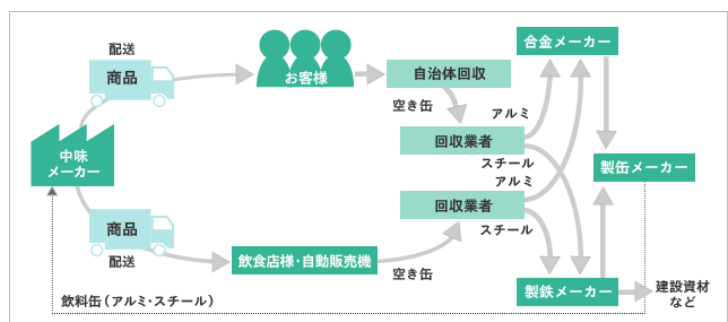 配送
商品
お客様
自治体回収
合金メーカー
空き缶
アルミ
回収業者
スチール
中味
メーカー
製缶メーカー
アルミ
回収業者
スチール
商品
配送
飲食店様・自動販売機
空き缶
製鉄メーカー
建設資材
など
飲料缶(アルミ・スチール)